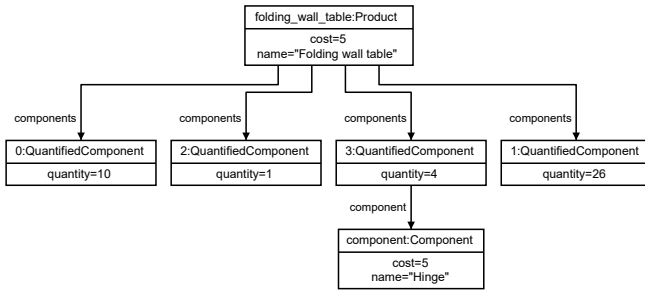 folding_wall_table:Product
cost=5
name="Folding wall table"
components
components
components
components
0:QuantifiedComponent
quantity=10
2:QuantifiedComponent
quantity=1
3:QuantifiedComponent
quantity=4
1:QuantifiedComponent
quantity=26
component
component:Component
cost=5
name="Hinge"